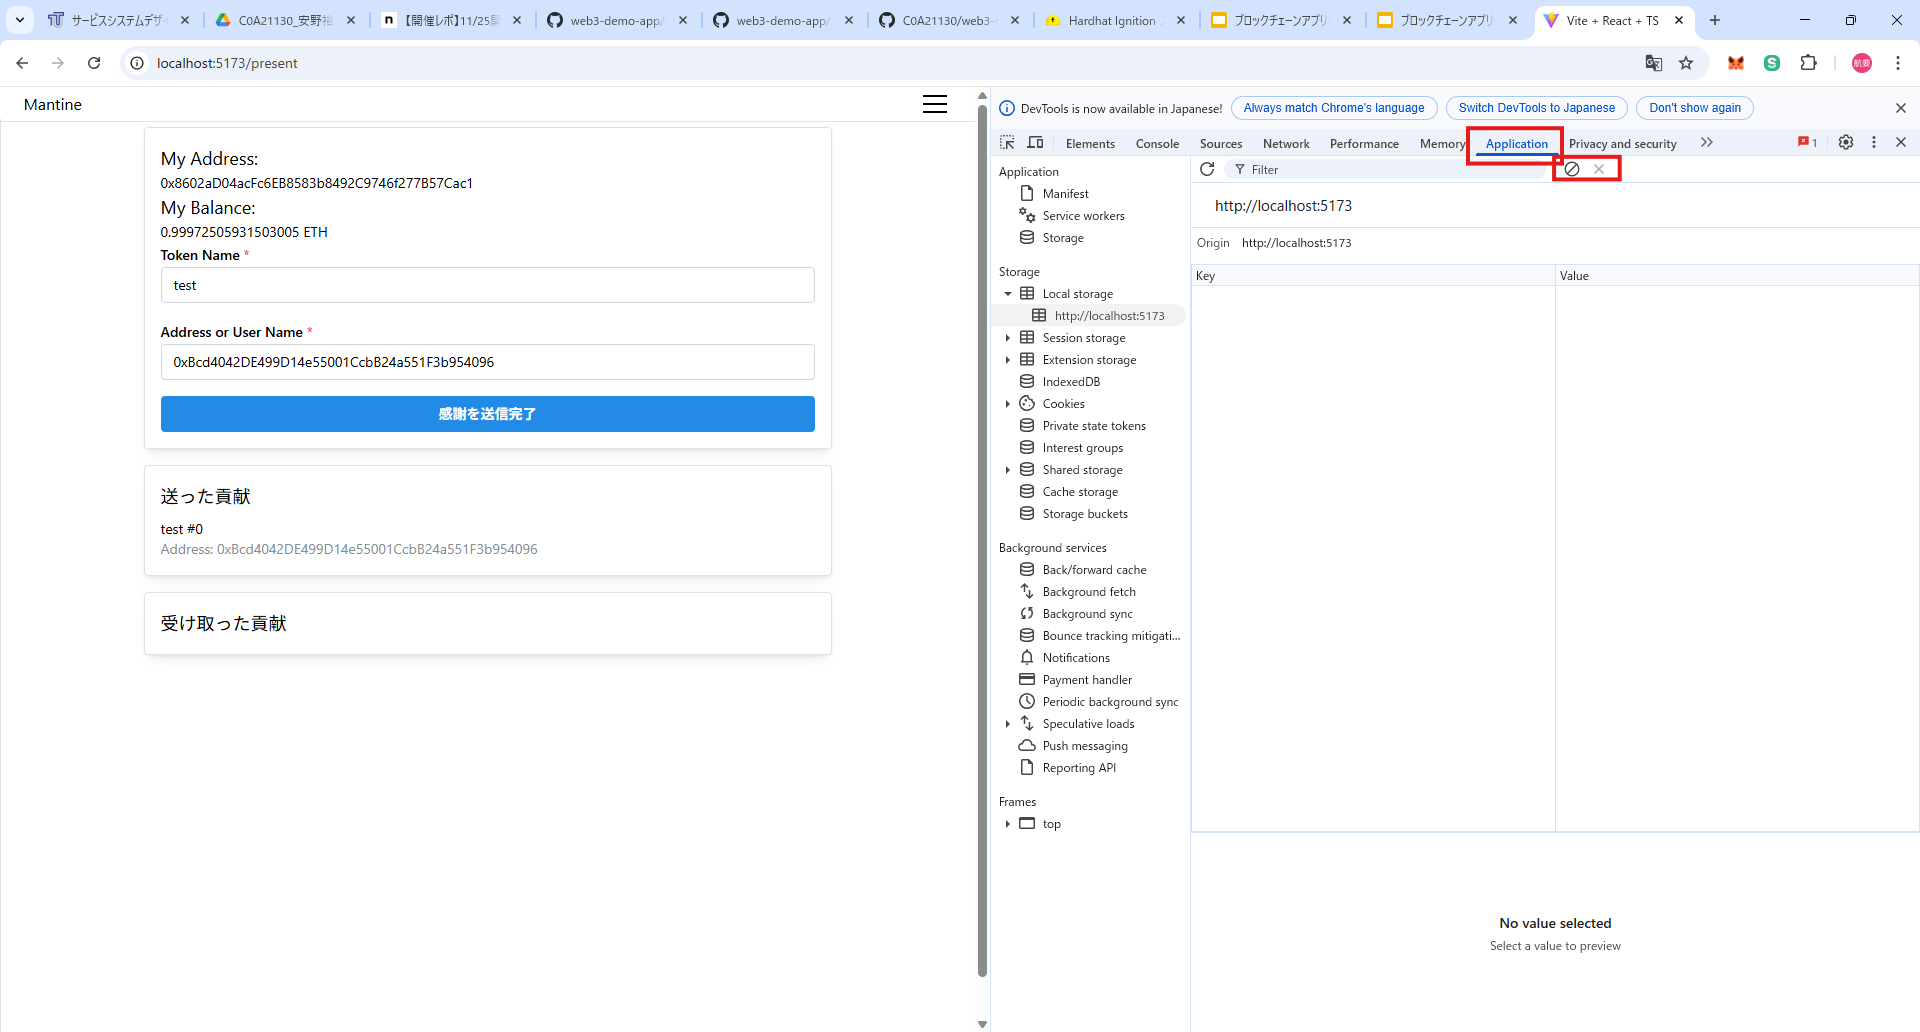 サービスシステムデザイ
C0A21130_安野裕
【開催レポ】11/25開
web3-demo-app/
web3-demo-app/
C0A21130/web3-
Hardhat Ignition
ブロックチェーンアプリ
ブロックチェーンアプリ
Vite + React + TS
localhost:5173/present
Mantine
My Address:
0x8602aD04acFc6EB8583b8492C9746f277B57Cac1
My Balance:
0.99972505931503005 ETH
Token Name *
test
Address or User Name *
0xBcd4042DE499D14e55001CcbB24a551F3b954096
感謝を送信完了
送った貢献
test #0
Address: 0xBcd4042DE499D14e55001CcbB24a551F3b954096
受け取った貢献
DevTools is now available in Japanese!
Always match Chrome's language
Switch DevTools to Japanese
Don't show again
Elements
Console
Sources
Network
Performance
Memory
Application
Privacy and security
1
Application
Manifest
Service workers
Storage
Storage
Local storage
http://localhost:5173
Session storage
Extension storage
IndexedDB
Cookies
Private state tokens
Interest groups
Shared storage
Cache storage
Storage buckets
Background services
Back/forward cache
Background fetch
Background sync
Bounce tracking mitigati...
Notifications
Payment handler
Periodic background sync
Speculative loads
Push messaging
Reporting API
Frames
top
Filter
http://localhost:5173
Origin http://localhost:5173
Key
Value
No value selected
Select a value to preview